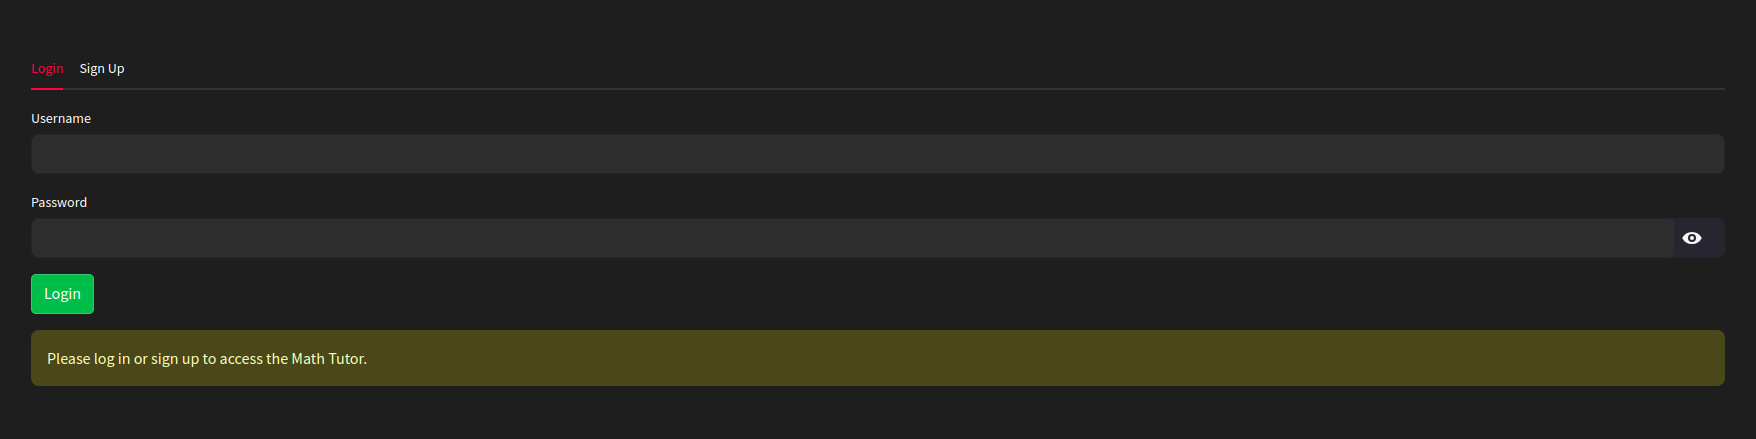 Login Sign Up
Username
Password
Login
Please log in or sign up to access the Math Tutor.